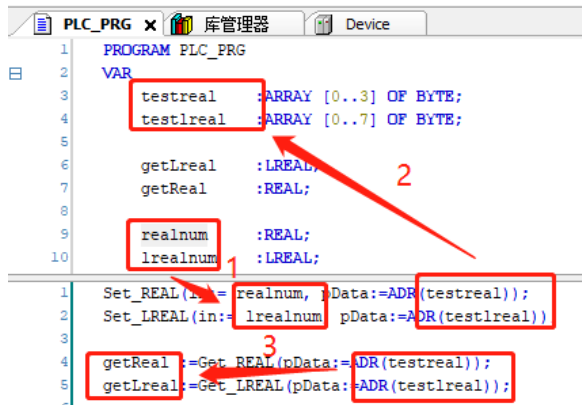 PLC_PRG 库管理器 Device
1 PROGRAM PLC_PRG
2 VAR
3 testreal :ARRAY [0..3] OF BYTE;
4 testlreal :ARRAY [0..7] OF BYTE;
5
6 getLreal :LREAL;
7 getReal :REAL;
8
9 realnum :REAL;
10 lrealnum :LREAL;
1
2
1 Set_REAL(in:= realnum, pData:=ADR(testreal));
2 Set_LREAL(in:= lrealnum, pData:=ADR(testlreal))
3
3
4 getReal :=Get_REAL(pData:=ADR(testreal));
5 getLreal:=Get_LREAL(pData:=ADR(testlreal));